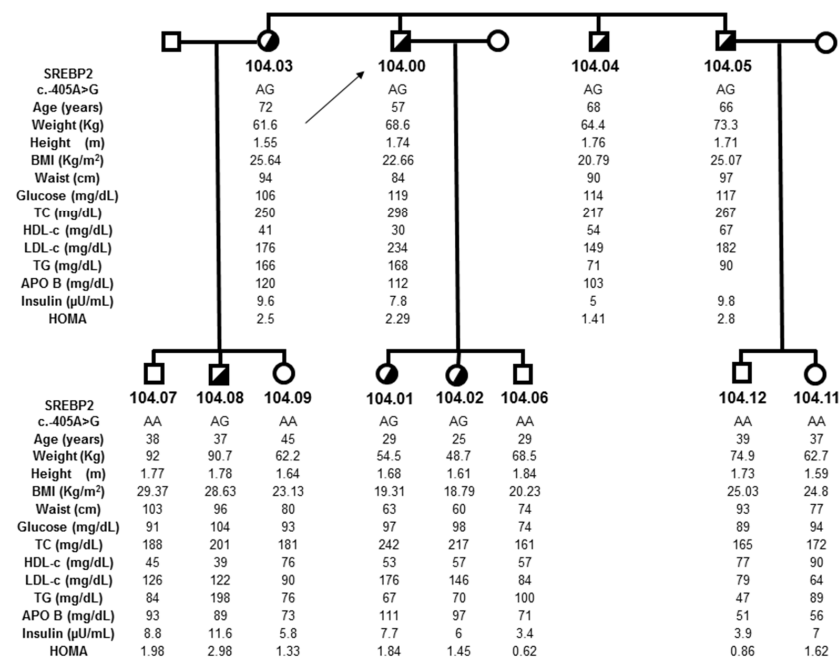 104.03 104.00 104.04 104.05
SREBP2
c.-405A>G AG AG AG AG
Age (years) 72 57 68 66
Weight (Kg) 61.6 68.6 64.4 73.3
Height (m) 1.55 1.74 1.76 1.71
BMI (Kg/m²) 25.64 22.66 20.79 25.07
Waist (cm) 94 84 90 97
Glucose (mg/dL) 106 119 114 117
TC (mg/dL) 250 298 217 267
HDL-c (mg/dL) 41 30 54 67
LDL-c (mg/dL) 176 234 149 182
TG (mg/dL) 166 168 71 90
APO B (mg/dL) 120 112 103
Insulin (µU/mL) 9.6 7.8 5 9.8
HOMA 2.5 2.29 1.41 2.8
104.07 104.08 104.09 104.01 104.02 104.06 104.12 104.11
SREBP2
c.-405A>G AA AG AA AG AG AA AA AA
Age (years) 38 37 45 29 25 29 39 37
Weight (Kg) 92 90.7 62.2 54.5 48.7 68.5 74.9 62.7
Height (m) 1.77 1.78 1.64 1.68 1.61 1.84 1.73 1.59
BMI (Kg/m²) 29.37 28.63 23.13 19.31 18.79 20.23 25.03 24.8
Waist (cm) 103 96 80 63 60 74 93 77
Glucose (mg/dL) 91 104 93 97 98 74 89 94
TC (mg/dL) 188 201 181 242 217 161 165 172
HDL-c (mg/dL) 45 39 76 53 57 57 77 90
LDL-c (mg/dL) 126 122 90 176 146 84 79 64
TG (mg/dL) 84 198 76 67 70 100 47 89
APO B (mg/dL) 93 89 73 111 97 71 51 56
Insulin (µU/mL) 8.8 11.6 5.8 7.7 6 3.4 3.9 7
HOMA 1.98 2.98 1.33 1.84 1.45 0.62 0.86 1.62